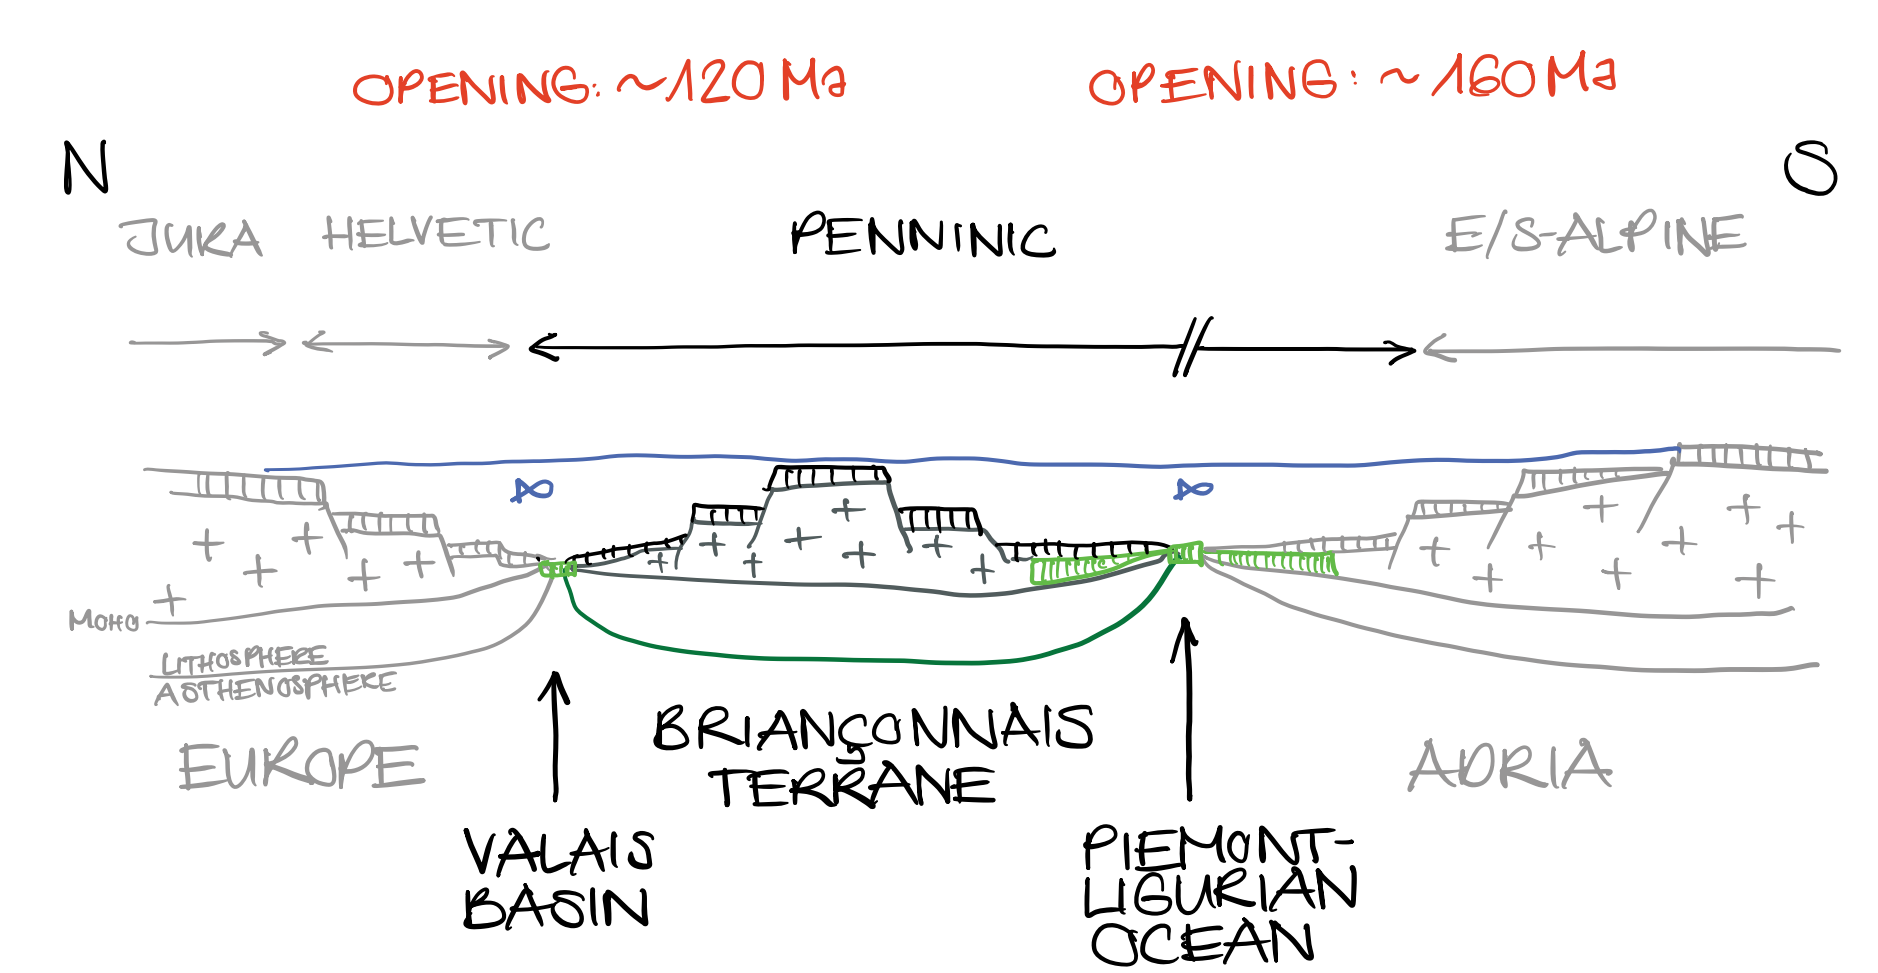 OPENING: ~120 Ma
OPENING: ~160 Ma
N
S
JURA
HELVETIC
PENNINIC
E/S-ALPINE
MOHO
LITHOSPHERE
ASTHENOSPHERE
EUROPE
BRIANÇONNAIS
TERRANE
ADRIA
VALAIS
BASIN
PIEMONT-
LIGURIAN
OCEAN